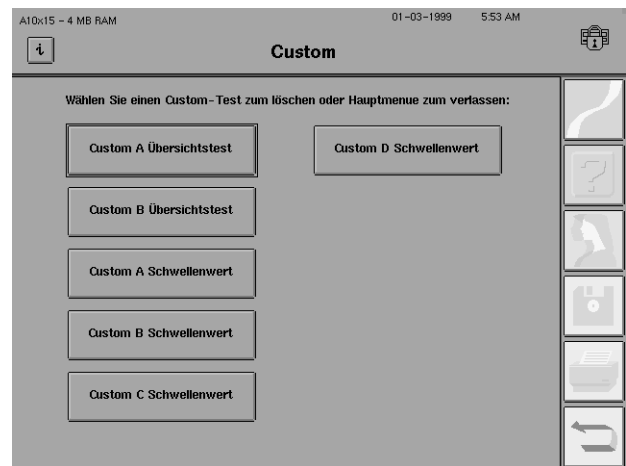 A10x15 - 4 MB RAM 01-03-1999 5:53 AM
i
Custom
Wählen Sie einen Custom-Test zum löschen oder Hauptmenue zum verlassen:
Custom A Übersichtstest
Custom D Schwellenwert
Custom B Übersichtstest
?
Custom A Schwellenwert
Custom B Schwellenwert
Custom C Schwellenwert